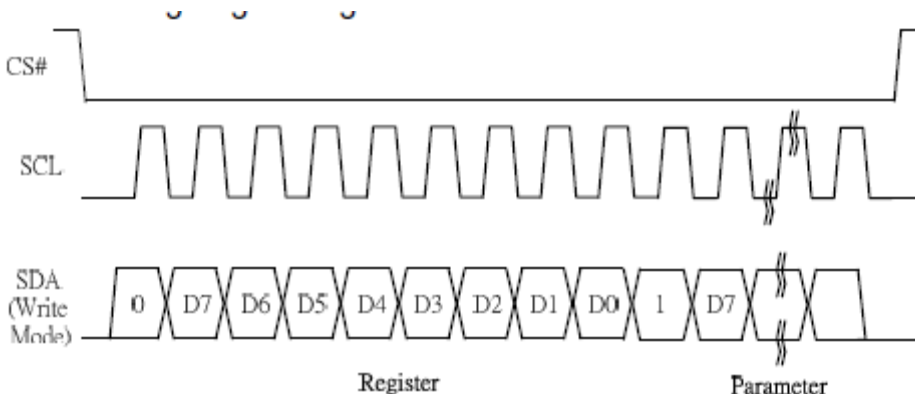 CS#
SCL
SDA
(Write
Mode)
0 D7 D6 D5 D4 D3 D2 D1 D0 1 D7
Register Parameter